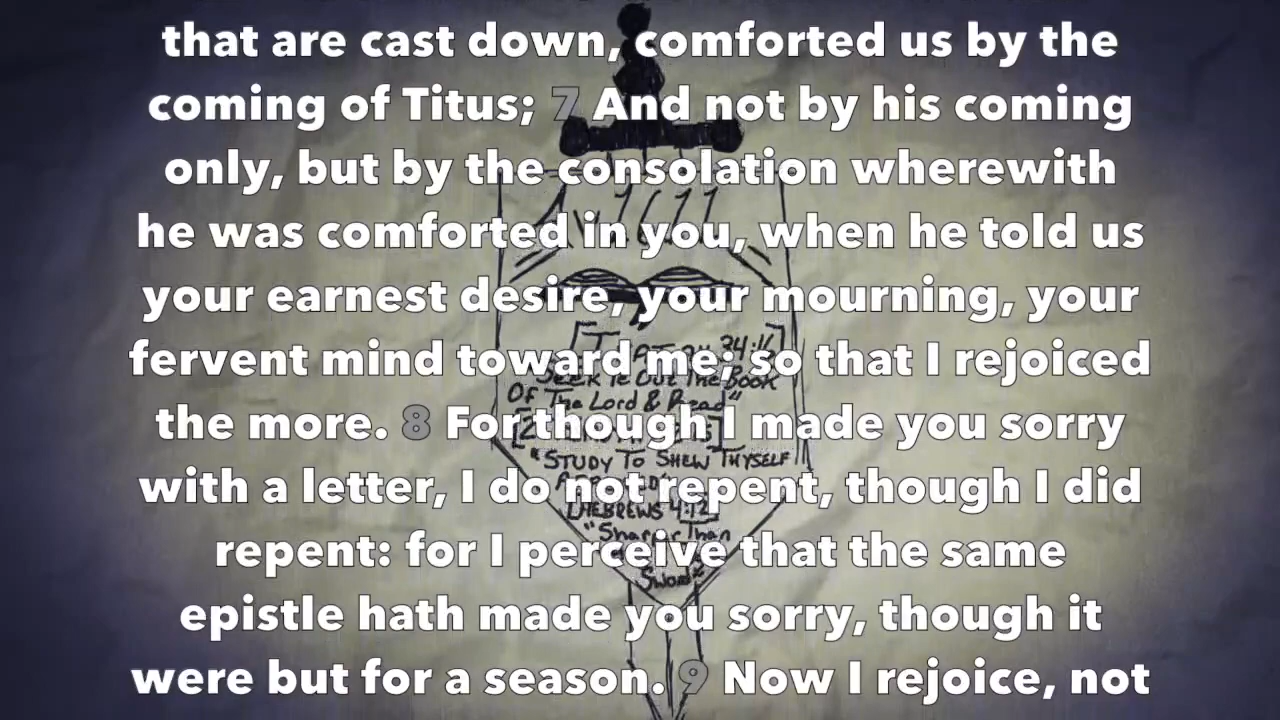 that are cast down, comforted us by the
coming of Titus; 7 And not by his coming
only, but by the consolation wherewith
he was comforted in you, when he told us
your earnest desire, your mourning, your
fervent mind toward me; so that I rejoiced
the more. 8 For though I made you sorry
with a letter, I do not repent, though I did
repent: for I perceive that the same
epistle hath made you sorry, though it
were but for a season. 9 Now I rejoice, not
1611
34:16]
Seek Ye Out The Book
Of The Lord & Read"
"Study To Shew Thyself
[Hebrews 4:12]
"Sharper Than
Sword"